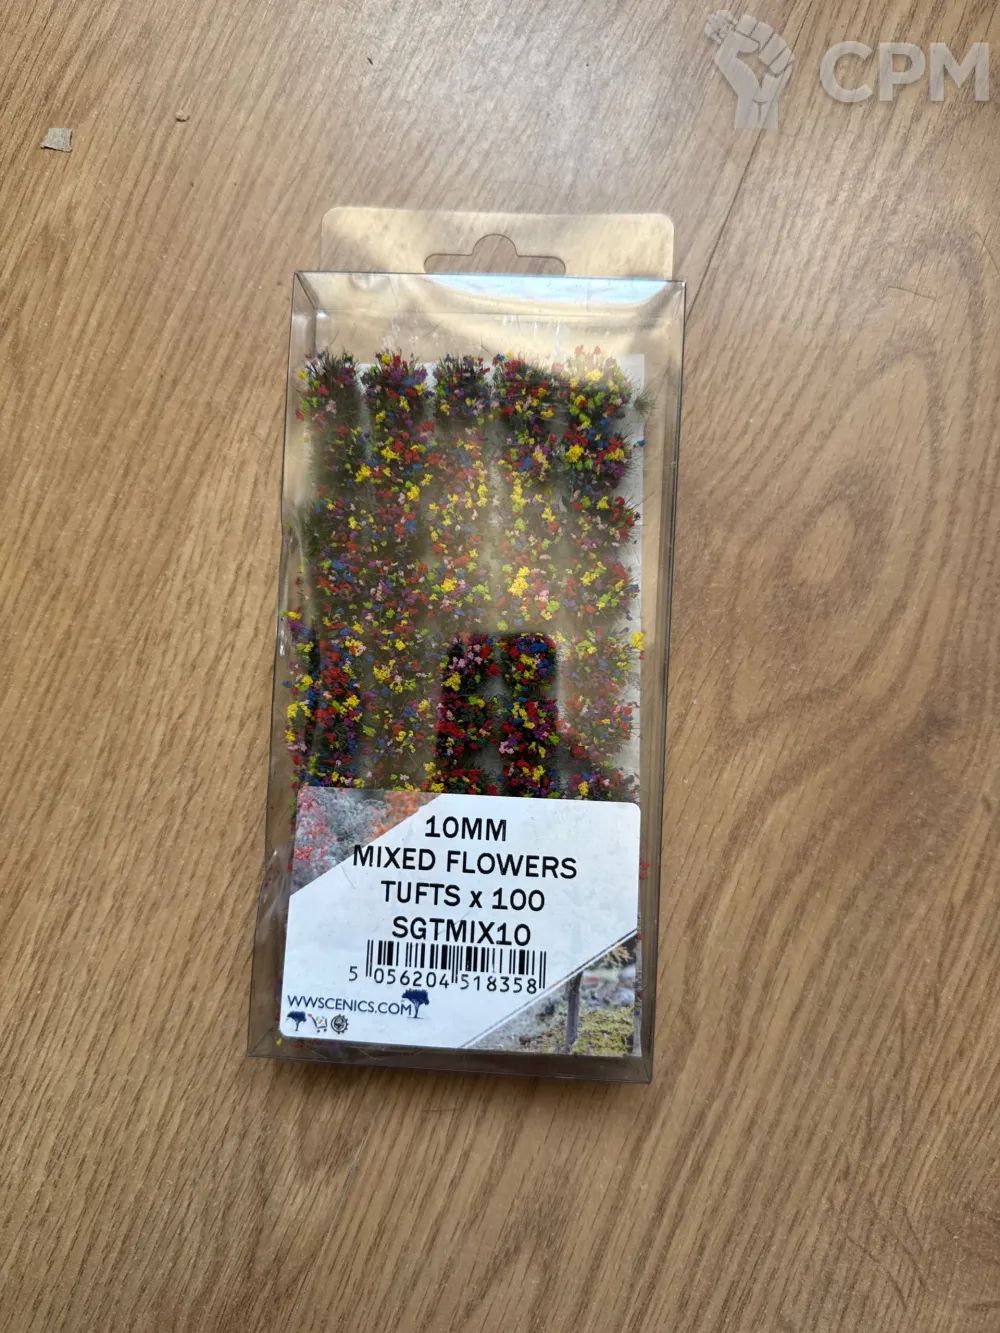 CPM
10MM
MIXED FLOWERS
TUFTS x 100
SGTMIX10
5 056204 518358
WWSCENICS.COM